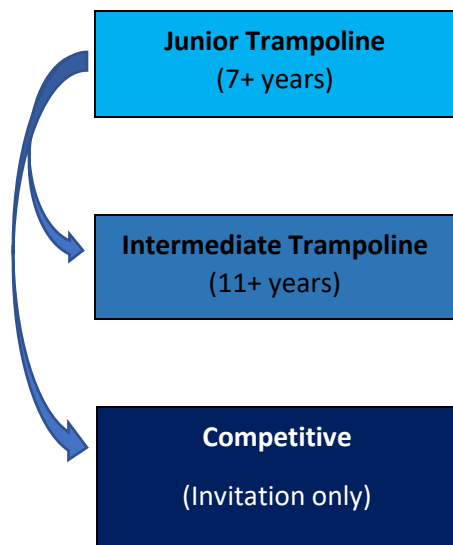 Junior Trampoline
(7+ years)
Intermediate Trampoline
(11+ years)
Competitive
(Invitation only)